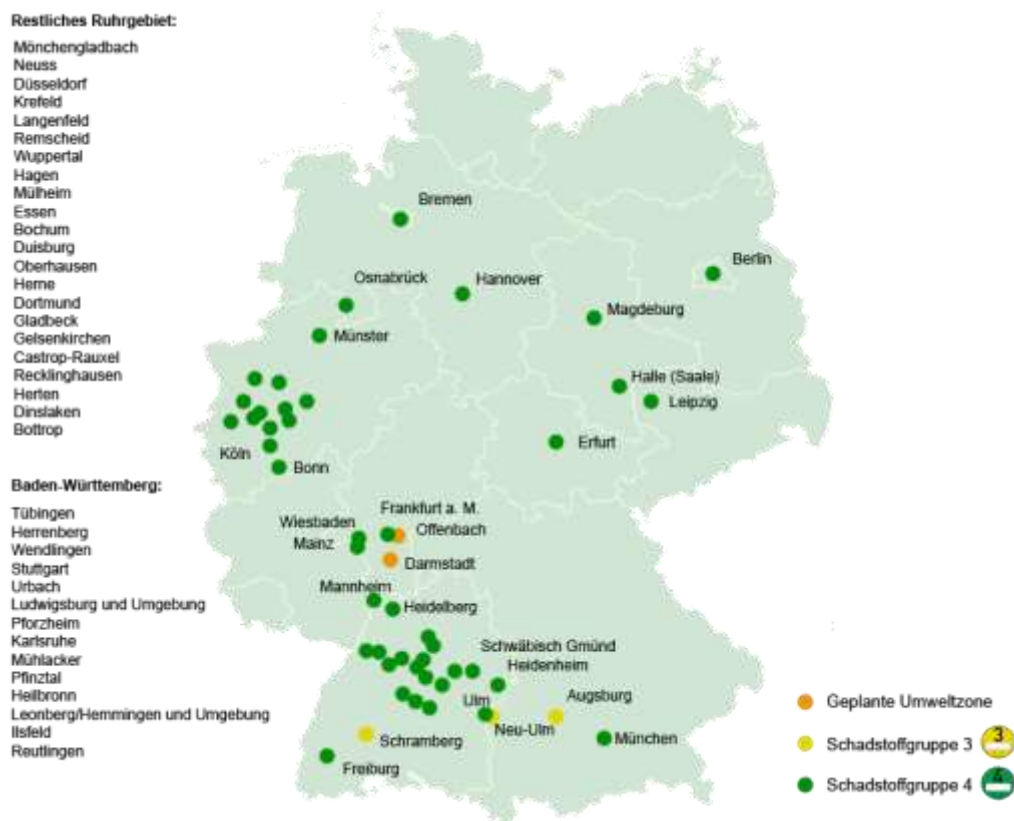 Restliches Ruhrgebiet:
Mönchengladbach
Neuss
Düsseldorf
Krefeld
Langenfeld
Remscheid
Wuppertal
Hagen
Mülheim
Essen
Bochum
Duisburg
Oberhausen
Herne
Dortmund
Gladbeck
Gelsenkirchen
Castrop-Rauxel
Recklinghausen
Herten
Dinslaken
Bottrop
Baden-Württemberg:
Tübingen
Herrenberg
Wendlingen
Stuttgart
Urbach
Ludwigsburg und Umgebung
Pforzheim
Karlsruhe
Mühlacker
Pfinztal
Heilbronn
Leonberg/Hemmingen und Umgebung
Ilsfeld
Reutlingen
Bremen
Berlin
Osnabrück
Hannover
Magdeburg
Münster
Halle (Saale)
Leipzig
Erfurt
Köln
Bonn
Frankfurt a. M.
Wiesbaden
Offenbach
Mainz
Darmstadt
Mannheim
Heidelberg
Schwäbisch Gmünd
Heidenheim
Ulm
Augsburg
Neu-Ulm
Schramberg
München
Freiburg
Geplante Umweltzone
Schadstoffgruppe 3
3
Schadstoffgruppe 4
4